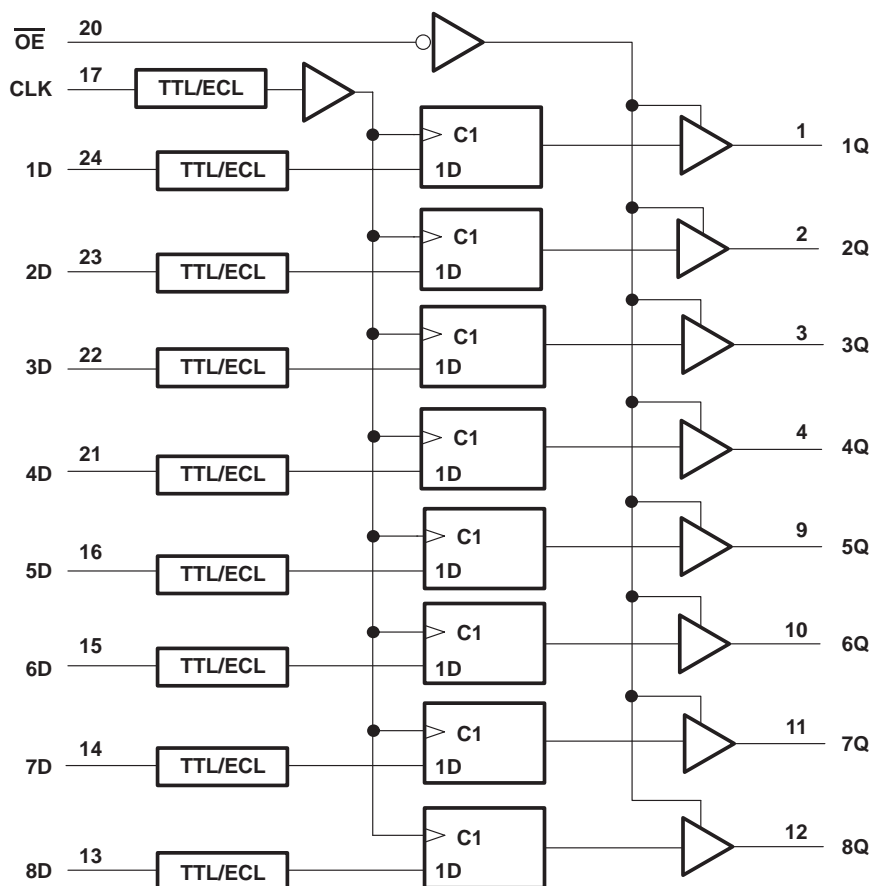 OE 20
CLK 17 TTL/ECL
C1 1 1Q
1D 24 TTL/ECL 1D
C1 2 2Q
2D 23 TTL/ECL 1D
C1 3 3Q
3D 22 TTL/ECL 1D
C1 4 4Q
4D 21 TTL/ECL 1D
C1 9 5Q
5D 16 TTL/ECL 1D
C1 10 6Q
6D 15 TTL/ECL 1D
C1 11 7Q
7D 14 TTL/ECL 1D
C1 12 8Q
8D 13 TTL/ECL 1D